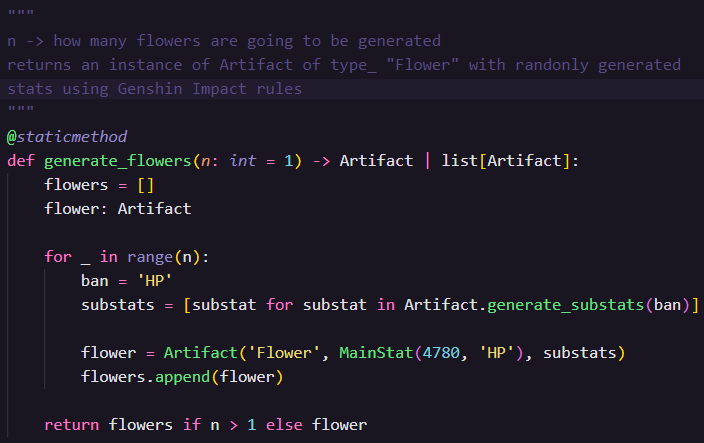 """
n -> how many flowers are going to be generated
returns an instance of Artifact of type_ "Flower" with randonly generated
stats using Genshin Impact rules
"""
@staticmethod
def generate_flowers(n: int = 1) -> Artifact | list[Artifact]:
    flowers = []
    flower: Artifact
    for _ in range(n):
        ban = 'HP'
        substats = [substat for substat in Artifact.generate_substats(ban)]
        flower = Artifact('Flower', MainStat(4780, 'HP'), substats)
        flowers.append(flower)
    return flowers if n > 1 else flower